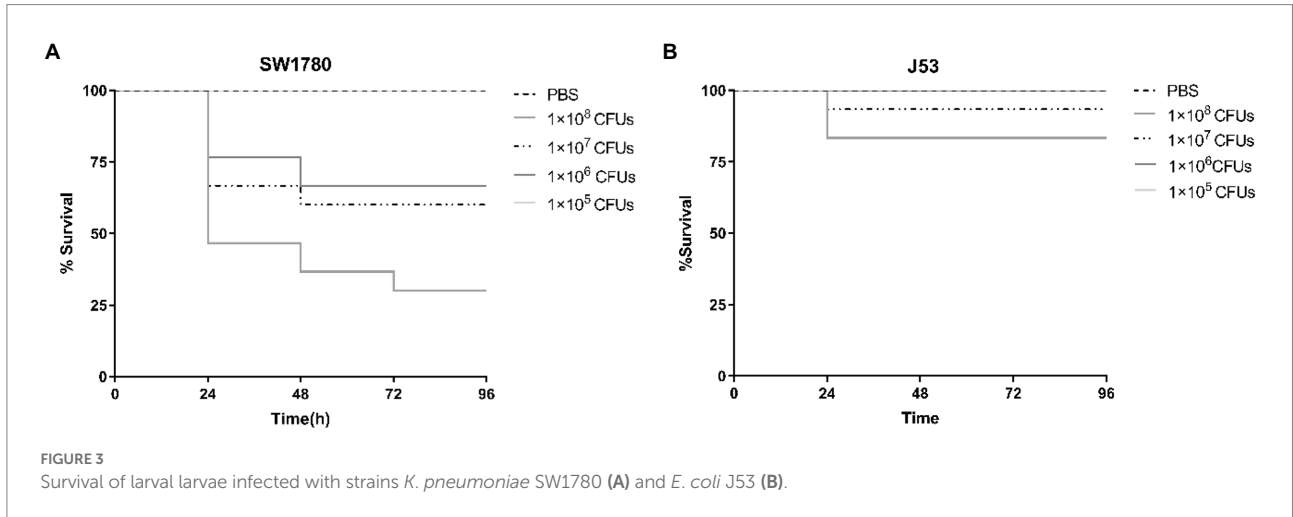 A
SW1780
100
75
50
25
0
% Survival
0 24 48 72 96
Time(h)
PBS
1×10⁸ CFUs
1×10⁷ CFUs
1×10⁶ CFUs
1×10⁵ CFUs
B
J53
100
75
50
25
0
%Survival
0 24 48 72 96
Time
PBS
1×10⁸ CFUs
1×10⁷ CFUs
1×10⁶CFUs
1×10⁵ CFUs
FIGURE 3
Survival of larval larvae infected with strains K. pneumoniae SW1780 (A) and E. coli J53 (B).